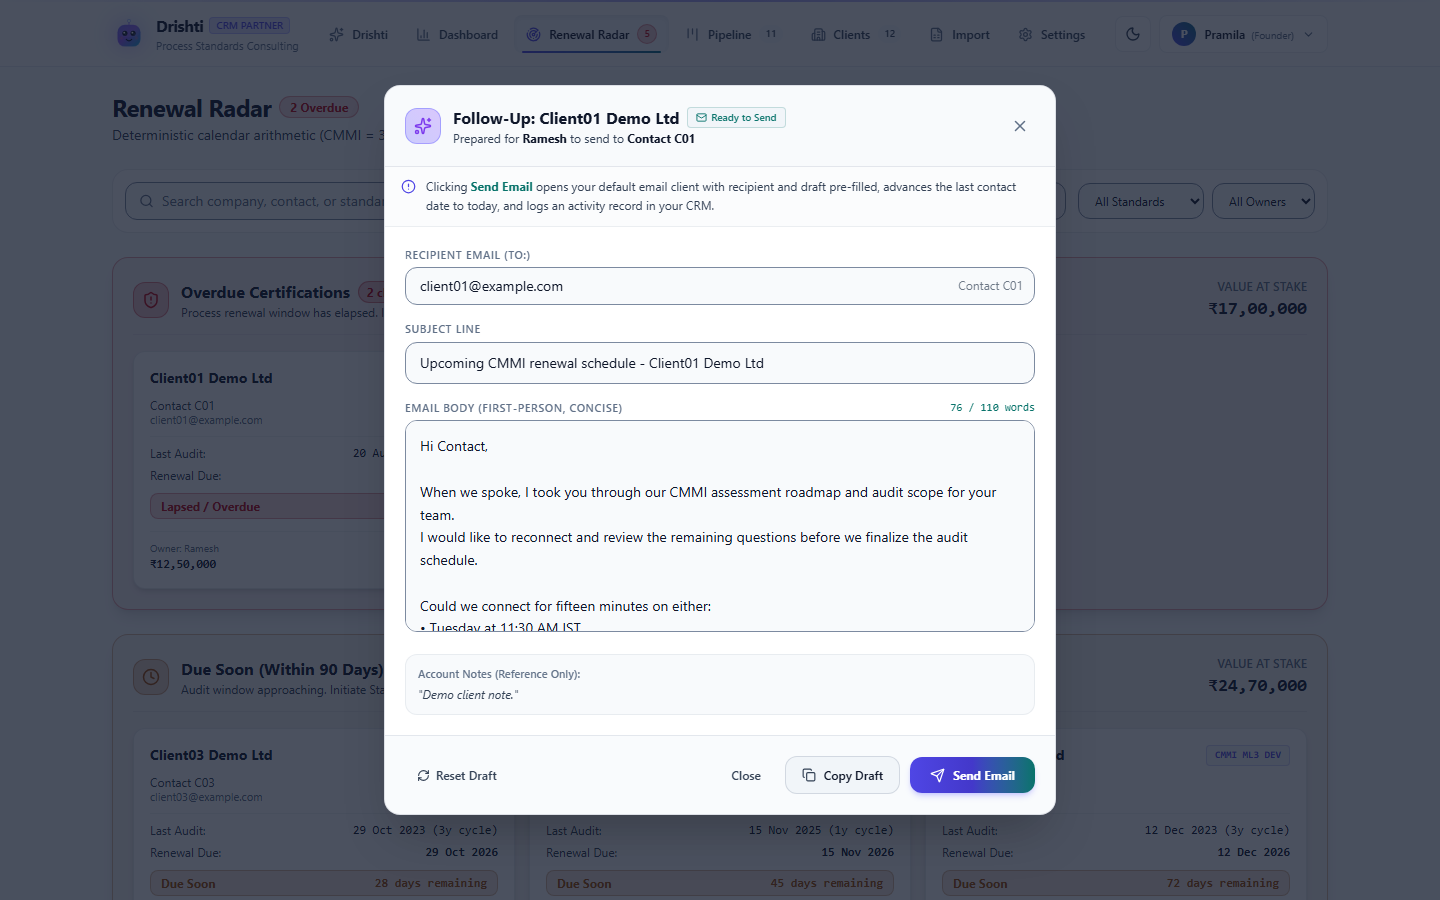 Drishti CRM PARTNER
Process Standards Consulting
Drishti
Dashboard
Renewal Radar 5
Pipeline 11
Clients 12
Import
Settings
P Pramila (Founder)
Renewal Radar 2 Overdue
Deterministic calendar arithmetic (CMMI = 3
Search company, contact, or standa
All Standards
All Owners
Overdue Certifications 2 c
Process renewal window has elapsed. I
VALUE AT STAKE
₹17,00,000
Client01 Demo Ltd
Contact C01
client01@example.com
Last Audit: 20 Au
Renewal Due:
Lapsed / Overdue
Owner: Ramesh
₹12,50,000
Follow-Up: Client01 Demo Ltd Ready to Send
Prepared for Ramesh to send to Contact C01
Clicking Send Email opens your default email client with recipient and draft pre-filled, advances the last contact
date to today, and logs an activity record in your CRM.
RECIPIENT EMAIL (TO:)
client01@example.com Contact C01
SUBJECT LINE
Upcoming CMMI renewal schedule - Client01 Demo Ltd
EMAIL BODY (FIRST-PERSON, CONCISE) 76 / 110 words
Hi Contact,
When we spoke, I took you through our CMMI assessment roadmap and audit scope for your
team.
I would like to reconnect and review the remaining questions before we finalize the audit
schedule.
Could we connect for fifteen minutes on either:
• Tuesday at 11:30 AM IST
Account Notes (Reference Only):
"Demo client note."
Reset Draft
Close
Copy Draft
Send Email
Due Soon (Within 90 Days)
Audit window approaching. Initiate Sta
VALUE AT STAKE
₹24,70,000
Client03 Demo Ltd
Contact C03
client03@example.com
Last Audit: 29 Oct 2023 (3y cycle)
Renewal Due: 29 Oct 2026
Due Soon 28 days remaining
Last Audit: 15 Nov 2025 (1y cycle)
Renewal Due: 15 Nov 2026
Due Soon 45 days remaining
d CMMI ML3 DEV
Last Audit: 12 Dec 2023 (3y cycle)
Renewal Due: 12 Dec 2026
Due Soon 72 days remaining